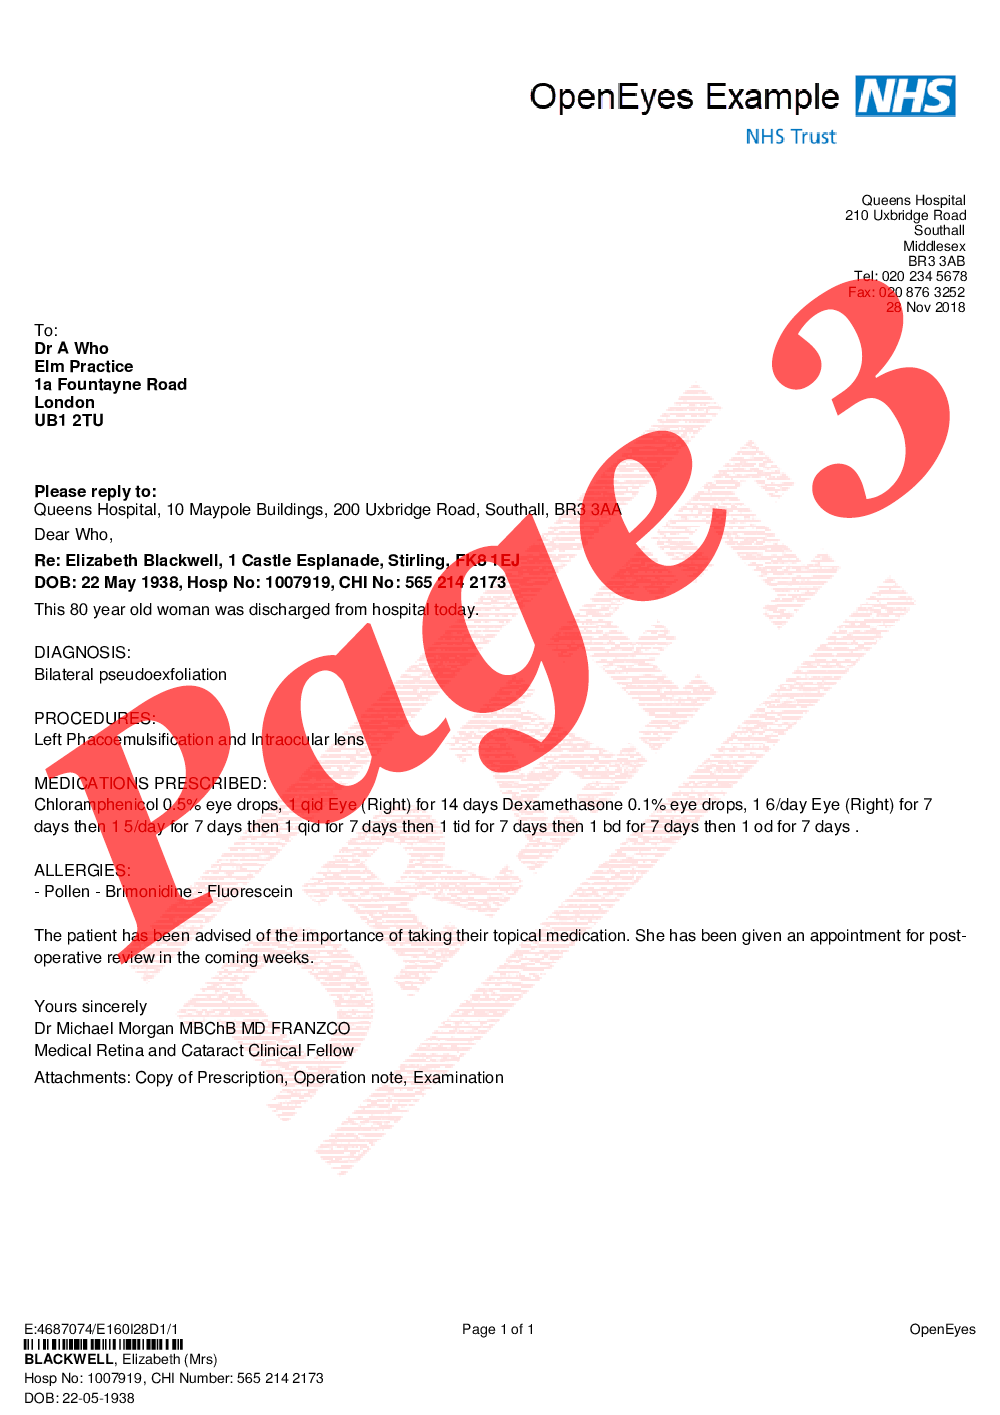 OpenEyes Example NHS
NHS Trust
Queens Hospital
210 Uxbridge Road
Southall
Middlesex
BR3 3AB
Tel: 020 234 5678
Fax: 020 876 3252
28 Nov 2018
To:
Dr A Who
Elm Practice
1a Fountayne Road
London
UB1 2TU
Please reply to:
Queens Hospital, 10 Maypole Buildings, 200 Uxbridge Road, Southall, BR3 3AA
Dear Who,
Re: Elizabeth Blackwell, 1 Castle Esplanade, Stirling, FK8 1EJ
DOB: 22 May 1938, Hosp No: 1007919, CHI No: 565 214 2173
This 80 year old woman was discharged from hospital today.
DIAGNOSIS:
Bilateral pseudoexfoliation
PROCEDURES:
Left Phacoemulsification and Intraocular lens
MEDICATIONS PRESCRIBED:
Chloramphenicol 0.5% eye drops, 1 qid Eye (Right) for 14 days Dexamethasone 0.1% eye drops, 1 6/day Eye (Right) for 7
days then 1 5/day for 7 days then 1 qid for 7 days then 1 tid for 7 days then 1 bd for 7 days then 1 od for 7 days .
ALLERGIES:
- Pollen - Brimonidine - Fluorescein
The patient has been advised of the importance of taking their topical medication. She has been given an appointment for post-
operative review in the coming weeks.
Yours sincerely
Dr Michael Morgan MBChB MD FRANZCO
Medical Retina and Cataract Clinical Fellow
Attachments: Copy of Prescription, Operation note, Examination
Page 3
DRAFT
E:4687074/E160I28D1/1
Page 1 of 1
OpenEyes
BLACKWELL, Elizabeth (Mrs)
Hosp No: 1007919, CHI Number: 565 214 2173
DOB: 22-05-1938